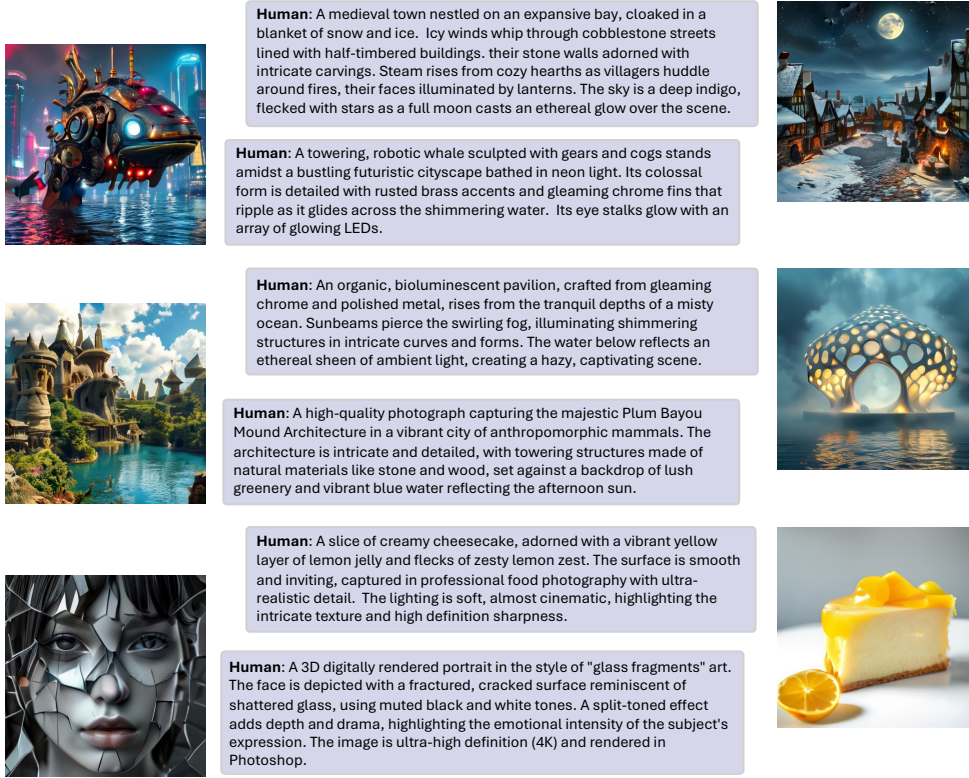 Human: A medieval town nestled on an expansive bay, cloaked in a
blanket of snow and ice.  Icy winds whip through cobblestone streets
lined with half-timbered buildings. their stone walls adorned with
intricate carvings. Steam rises from cozy hearths as villagers huddle
around fires, their faces illuminated by lanterns. The sky is a deep indigo,
flecked with stars as a full moon casts an ethereal glow over the scene.
Human: A towering, robotic whale sculpted with gears and cogs stands
amidst a bustling futuristic cityscape bathed in neon light. Its colossal
form is detailed with rusted brass accents and gleaming chrome fins that
ripple as it glides across the shimmering water.  Its eye stalks glow with an
array of glowing LEDs.
Human: An organic, bioluminescent pavilion, crafted from gleaming
chrome and polished metal, rises from the tranquil depths of a misty
ocean. Sunbeams pierce the swirling fog, illuminating shimmering
structures in intricate curves and forms. The water below reflects an
ethereal sheen of ambient light, creating a hazy, captivating scene.
Human: A high-quality photograph capturing the majestic Plum Bayou
Mound Architecture in a vibrant city of anthropomorphic mammals. The
architecture is intricate and detailed, with towering structures made of
natural materials like stone and wood, set against a backdrop of lush
greenery and vibrant blue water reflecting the afternoon sun.
Human: A slice of creamy cheesecake, adorned with a vibrant yellow
layer of lemon jelly and flecks of zesty lemon zest. The surface is smooth
and inviting, captured in professional food photography with ultra-
realistic detail.  The lighting is soft, almost cinematic, highlighting the
intricate texture and high definition sharpness.
Human: A 3D digitally rendered portrait in the style of "glass fragments" art.
The face is depicted with a fractured, cracked surface reminiscent of
shattered glass, using muted black and white tones. A split-toned effect
adds depth and drama, highlighting the emotional intensity of the subject's
expression. The image is ultra-high definition (4K) and rendered in
Photoshop.